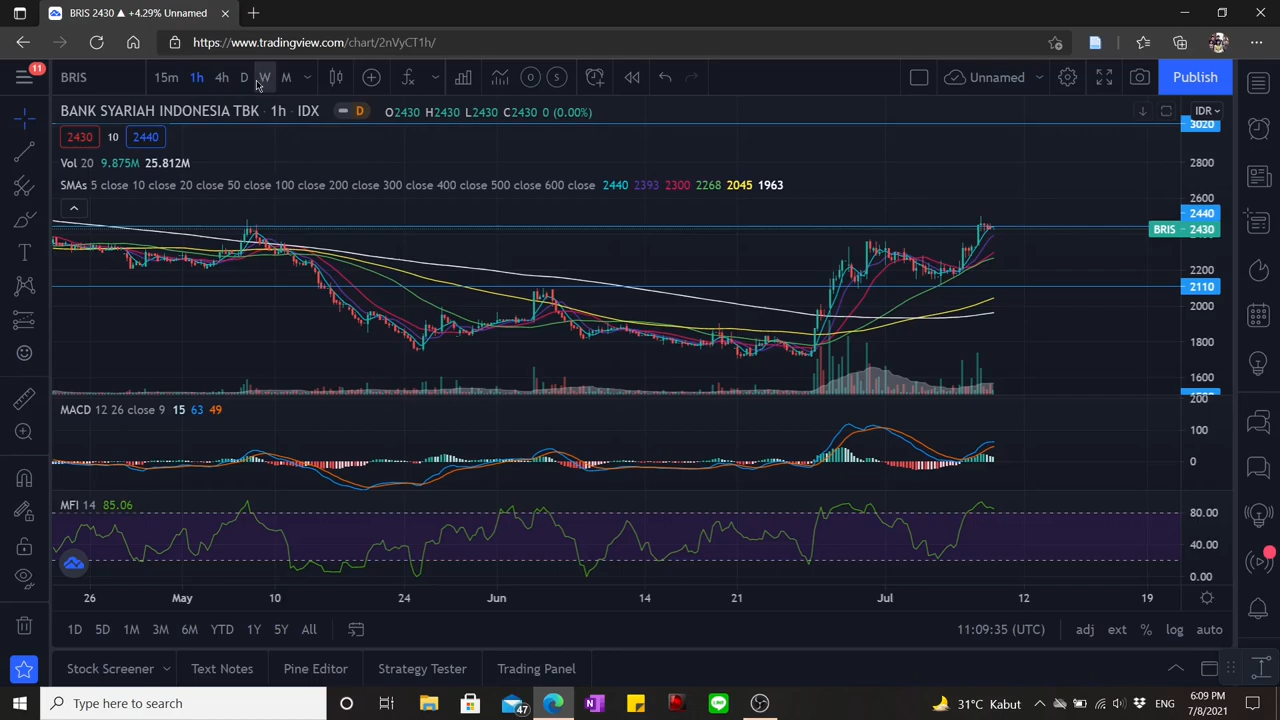 BRIS 2430 ▲ +4.29% Unnamed
https://www.tradingview.com/chart/2nVyCT1h/
11
BRIS 15m 1h 4h D W M Unnamed Publish
BANK SYARIAH INDONESIA TBK · 1h · IDX D O2430 H2430 L2430 C2430 0 (0.00%)
IDR
2430 10 2440
Vol 20 9.875M 25.812M
SMAs 5 close 10 close 20 close 50 close 100 close 200 close 300 close 400 close 500 close 600 close 2440 2393 2300 2268 2045 1963
3020
2800
2600
2440
BRIS 2430
2200
2110
2000
1800
1600
MACD 12 26 close 9 15 63 49
200
100
0
MFI 14 85.06
80.00
40.00
0.00
26 May 10 24 Jun 14 21 Jul 12 19
1D 5D 1M 3M 6M YTD 1Y 5Y All 11:09:35 (UTC) adj ext % log auto
Stock Screener Text Notes Pine Editor Strategy Tester Trading Panel
Type here to search 47 31°C Kabut ENG 6:09 PM
7/8/2021